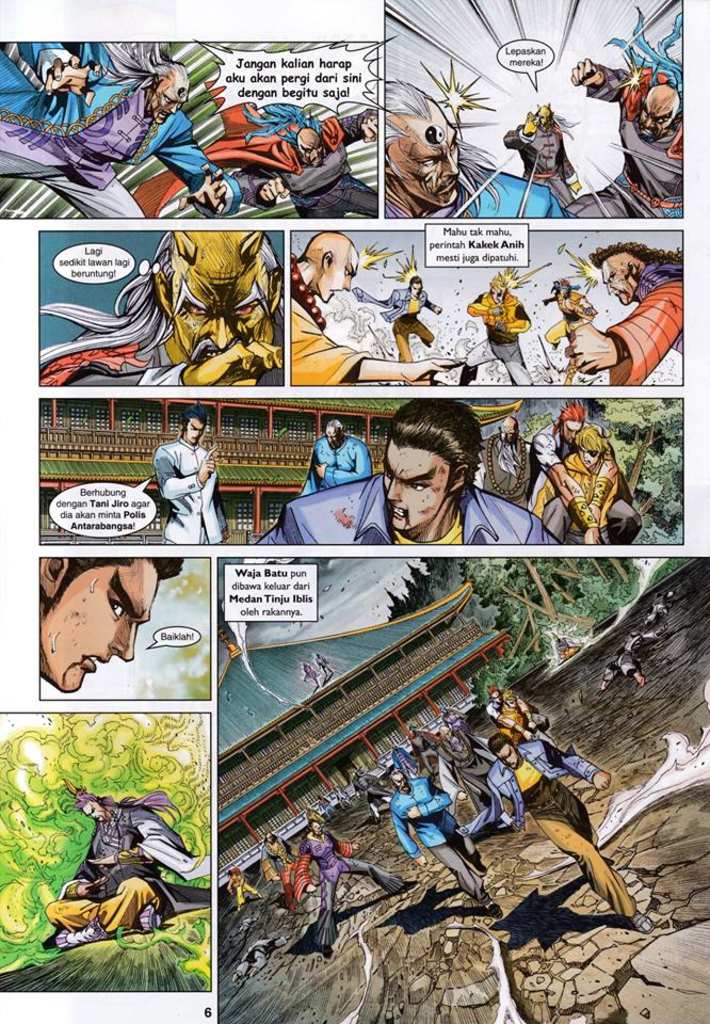 Jangan kalian harap
aku akan pergi dari sini
dengan begitu saja!
Lepaskan
mereka!
Lagi
sedikit lawan lagi
beruntung!
Mahu tak mahu,
perintah Kakek Anih
mesti juga dipatuhi.
Berhubung
dengan Tani Jiro agar
dia akan minta Polis
Antarabangsa!
Baiklah!
Waja Batu pun
dibawa keluar dari
Medan Tinju Iblis
oleh rakannya.
6